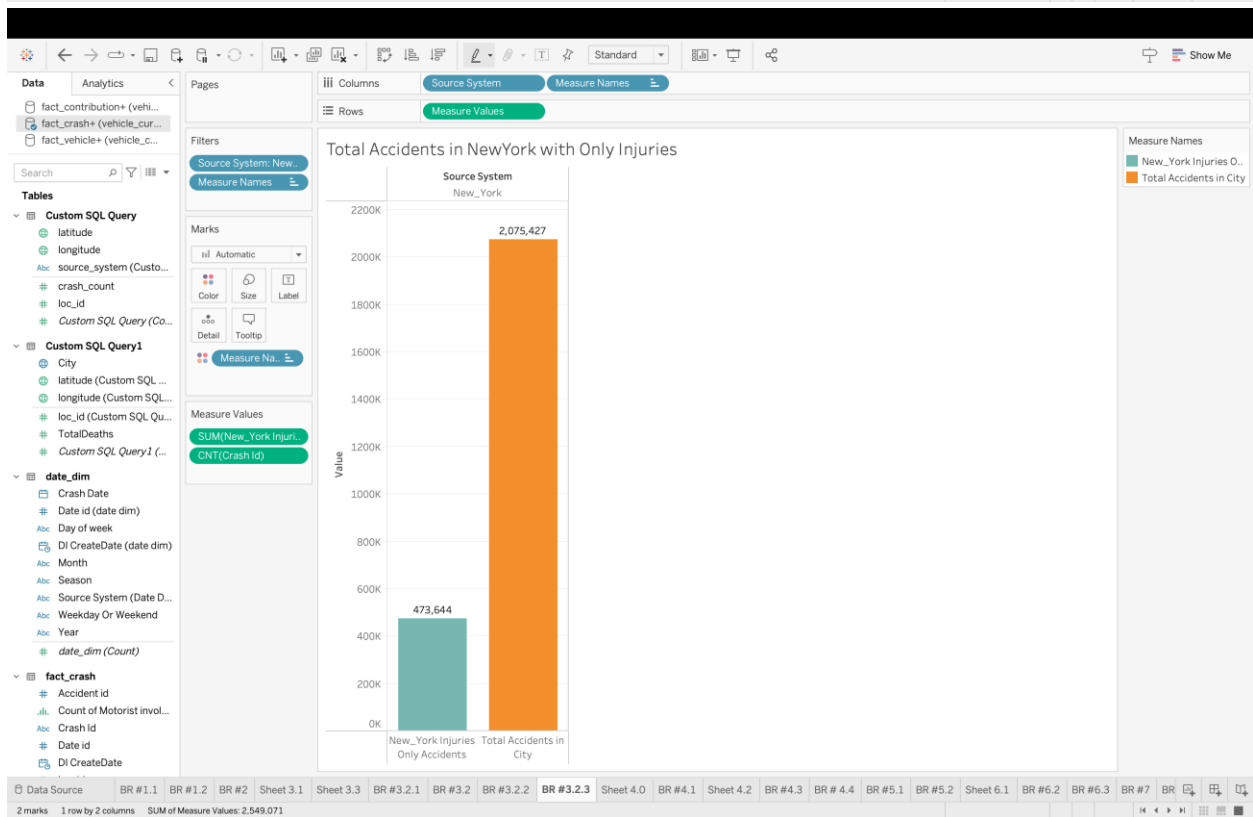 Standard
Show Me
Data
Analytics
fact_contribution+ (vehi...
fact_crash+ (vehicle_cur...
fact_vehicle+ (vehicle_c...
Search
Tables
Custom SQL Query
latitude
longitude
Abc source_system (Custo...
# crash_count
# loc_id
# Custom SQL Query (Co...
Custom SQL Query1
City
latitude (Custom SQL ...
longitude (Custom SQL...
# loc_id (Custom SQL Qu...
# TotalDeaths
# Custom SQL Query1 (...
date_dim
Crash Date
# Date id (date dim)
Abc Day of week
DI CreateDate (date dim)
Abc Month
Abc Season
Abc Source System (Date D...
Abc Weekday Or Weekend
Abc Year
# date_dim (Count)
fact_crash
# Accident id
Count of Motorist invol...
Abc Crash Id
# Date id
DI CreateDate
Pages
Filters
Source System: New..
Measure Names
Marks
Automatic
Color Size Label
Detail Tooltip
Measure Na..
Measure Values
SUM(New_York Injuri..
CNT(Crash Id)
Columns Source System Measure Names
Rows Measure Values
Total Accidents in NewYork with Only Injuries
Source System
New_York
2200K
2000K
1800K
1600K
1400K
1200K
1000K
800K
600K
400K
200K
0K
Value
2,075,427
473,644
New_York Injuries
Only Accidents
Total Accidents in
City
Measure Names
New_York Injuries O..
Total Accidents in City
Data Source BR #1.1 BR #1.2 BR #2 Sheet 3.1 Sheet 3.3 BR #3.2.1 BR #3.2 BR #3.2.2 BR #3.2.3 Sheet 4.0 BR #4.1 Sheet 4.2 BR #4.3 BR # 4.4 BR #5.1 BR #5.2 Sheet 6.1 BR #6.2 BR #6.3 BR #7 BR
2 marks 1 row by 2 columns SUM of Measure Values: 2,549,071